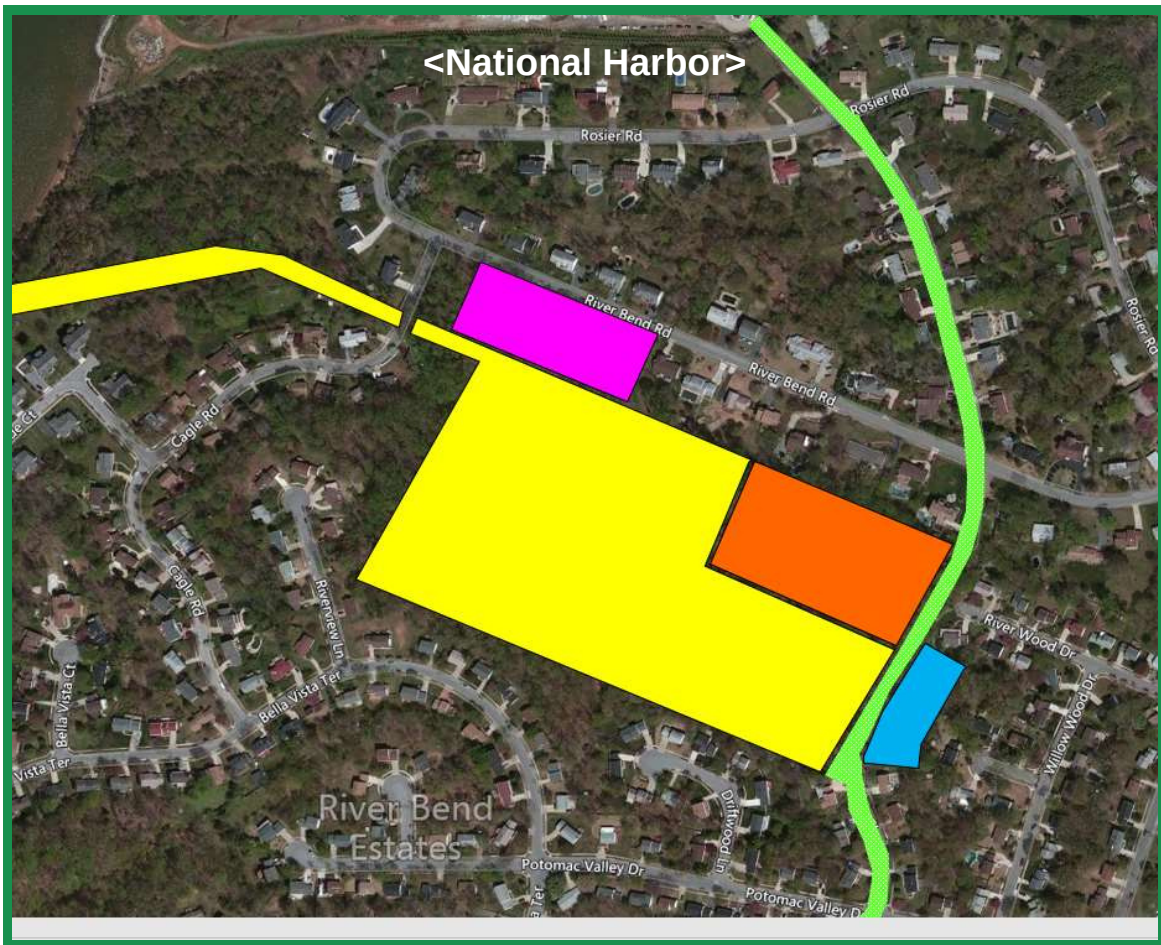 <National Harbor>
Rosier Rd
Rosier Rd
Rosier Rd
River Bend Rd
River Bend Rd
Cagle Rd
Cagle Rd
Riverview Ln
River Wood Dr
Willow Wood Dr
Bella Vista Ct
Bella Vista Ter
Vista Ter
Driftwood Ln
River Bend
Estates
Potomac Valley Dr
Potomac Valley D